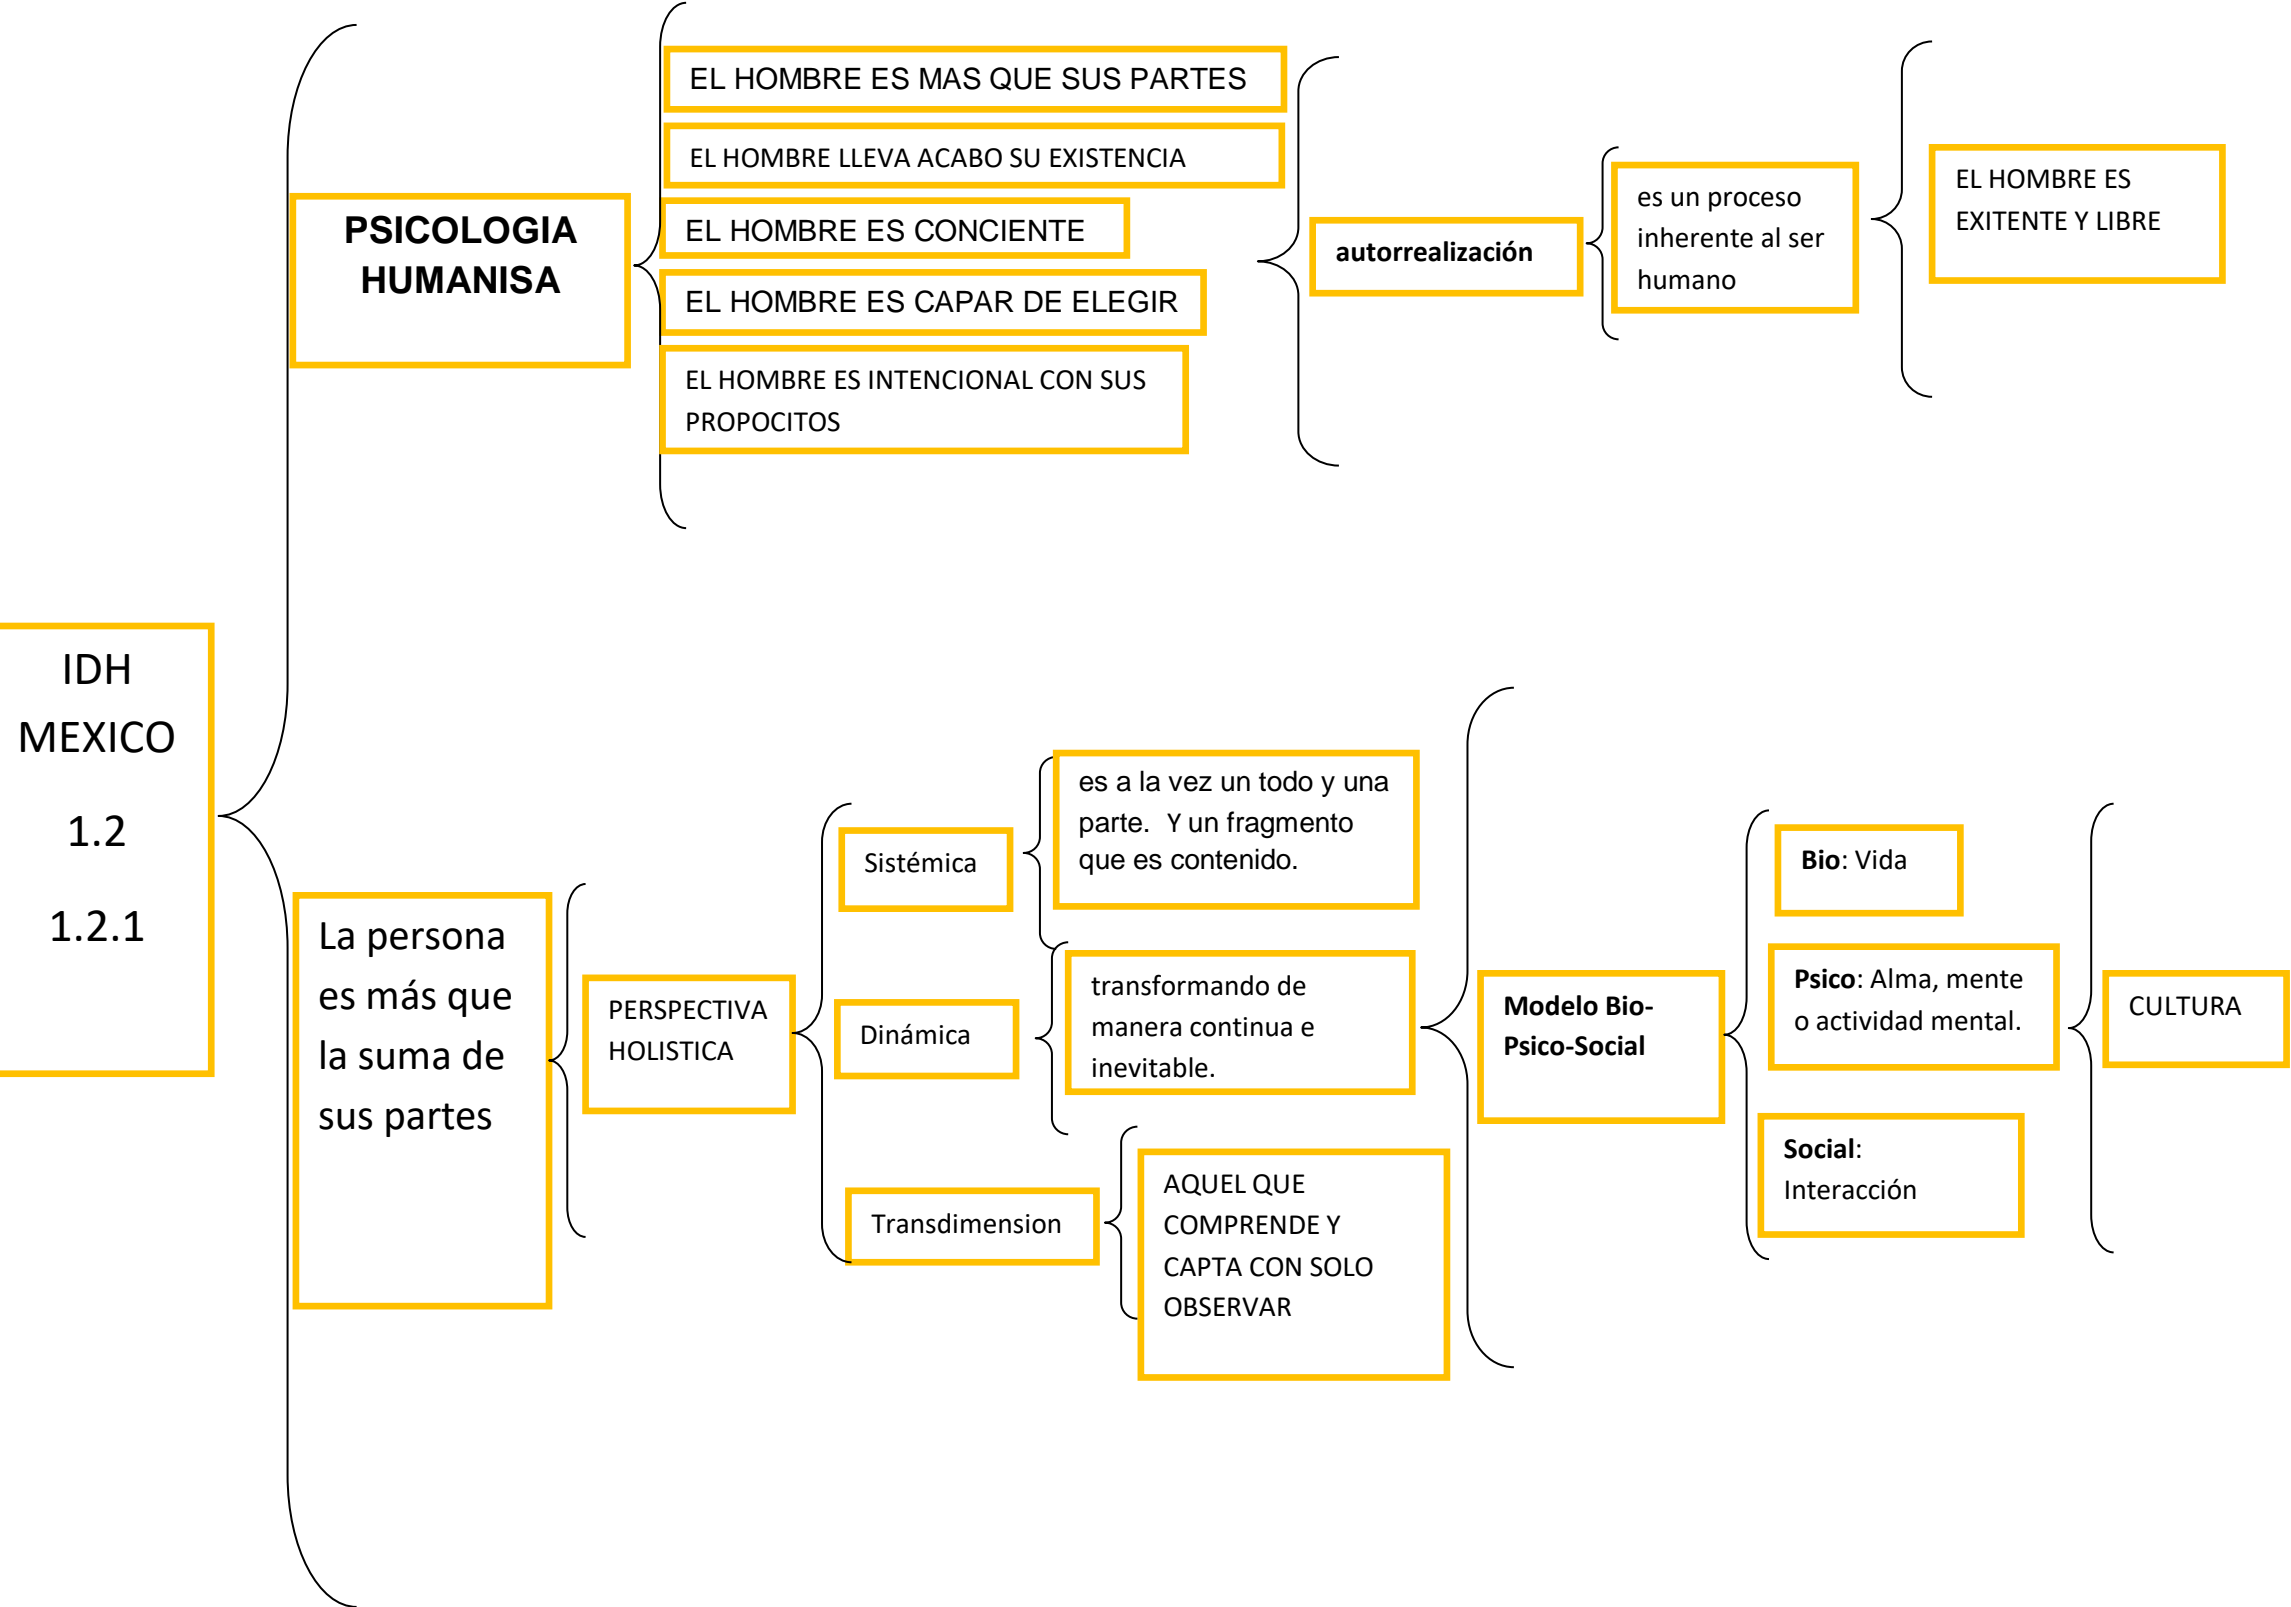 IDH
MEXICO
1.2
1.2.1
PSICOLOGIA
HUMANISA
EL HOMBRE ES MAS QUE SUS PARTES
EL HOMBRE LLEVA ACABO SU EXISTENCIA
EL HOMBRE ES CONCIENTE
EL HOMBRE ES CAPAR DE ELEGIR
EL HOMBRE ES INTENCIONAL CON SUS
PROPOCITOS
autorrealización
es un proceso
inherente al ser
humano
EL HOMBRE ES
EXITENTE Y LIBRE
La persona
es más que
la suma de
sus partes
PERSPECTIVA
HOLISTICA
Sistémica
es a la vez un todo y una
parte. Y un fragmento
que es contenido.
Dinámica
transformando de
manera continua e
inevitable.
Transdimension
AQUEL QUE
COMPRENDE Y
CAPTA CON SOLO
OBSERVAR
Modelo Bio-
Psico-Social
Bio: Vida
Psico: Alma, mente
o actividad mental.
Social:
Interacción
CULTURA